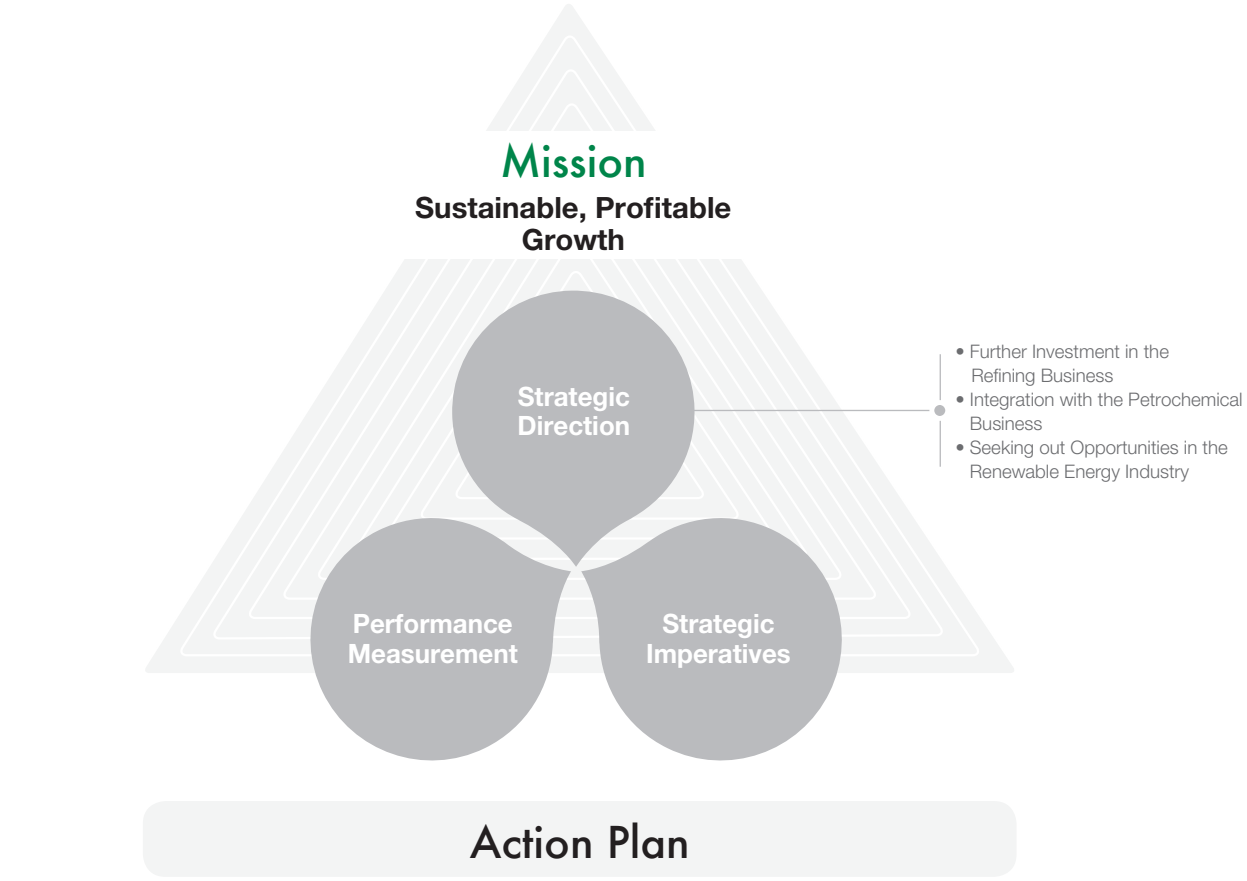 Mission
Sustainable, Profitable
Growth
Strategic
Direction
• Further Investment in the
Refining Business
• Integration with the Petrochemical
Business
• Seeking out Opportunities in the
Renewable Energy Industry
Performance
Measurement
Strategic
Imperatives
Action Plan